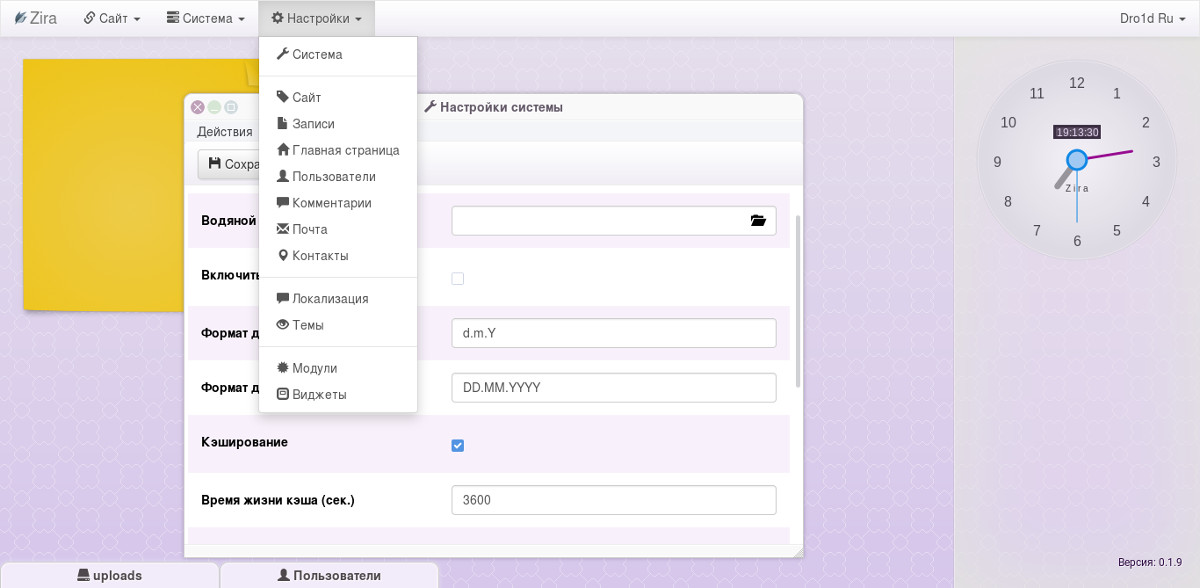 Zira
Сайт
Система
Настройки
Dro1d Ru
Система
Сайт
Записи
Главная страница
Пользователи
Комментарии
Почта
Контакты
Локализация
Темы
Модули
Виджеты
Настройки системы
Действия
Сохра
Водяной
Включить
Формат д
d.m.Y
Формат д
DD.MM.YYYY
Кэширование
Время жизни кэша (сек.)
3600
12
1
2
3
4
5
6
7
8
9
10
11
19:13:30
Zira
Версия: 0.1.9
uploads
Пользователи